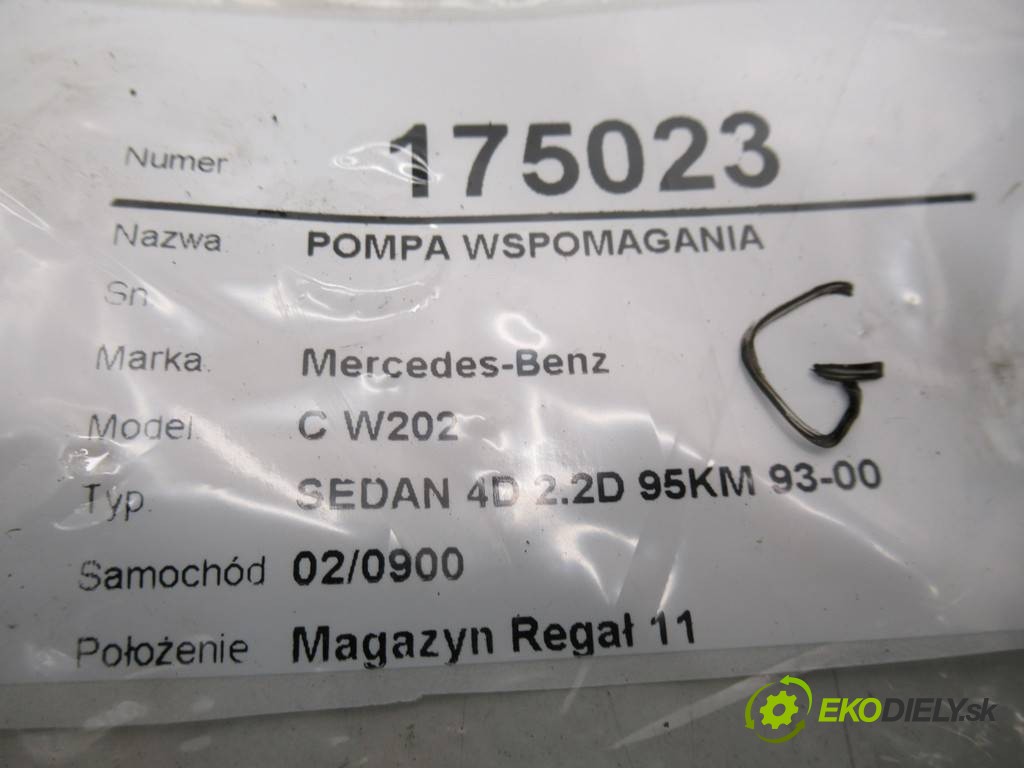 Numer 175023
Nazwa POMPA WSPOMAGANIA
Sn
Marka Mercedes-Benz
G
Model C W202
Typ SEDAN 4D 2.2D 95KM 93-00
Samochód 02/0900
Położenie Magazyn Regał 11
EKODIELY.sk